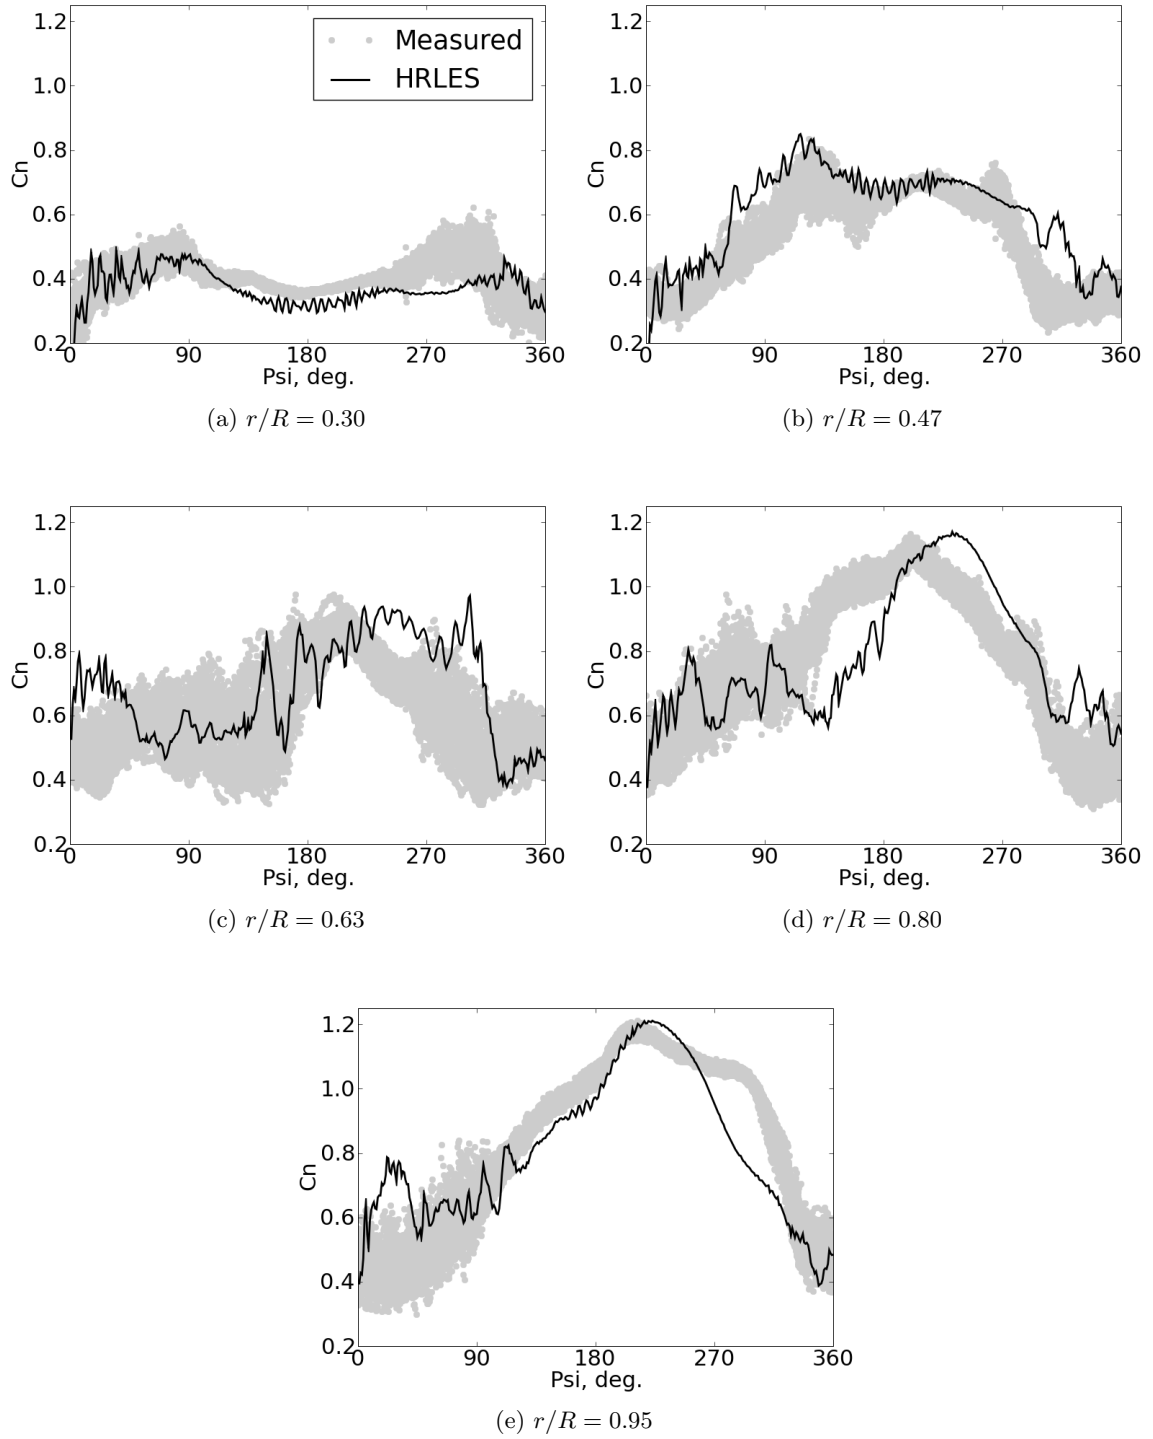 1.2
1.0
0.8
0.6
0.4
0.2
Cn
Measured
HRLES
0 90 180 270 360
Psi, deg.
(a) r/R = 0.30
1.2
1.0
0.8
0.6
0.4
0.2
Cn
0 90 180 270 360
Psi, deg.
(b) r/R = 0.47
1.2
1.0
0.8
0.6
0.4
0.2
Cn
0 90 180 270 360
Psi, deg.
(c) r/R = 0.63
1.2
1.0
0.8
0.6
0.4
0.2
Cn
0 90 180 270 360
Psi, deg.
(d) r/R = 0.80
1.2
1.0
0.8
0.6
0.4
0.2
Cn
0 90 180 270 360
Psi, deg.
(e) r/R = 0.95